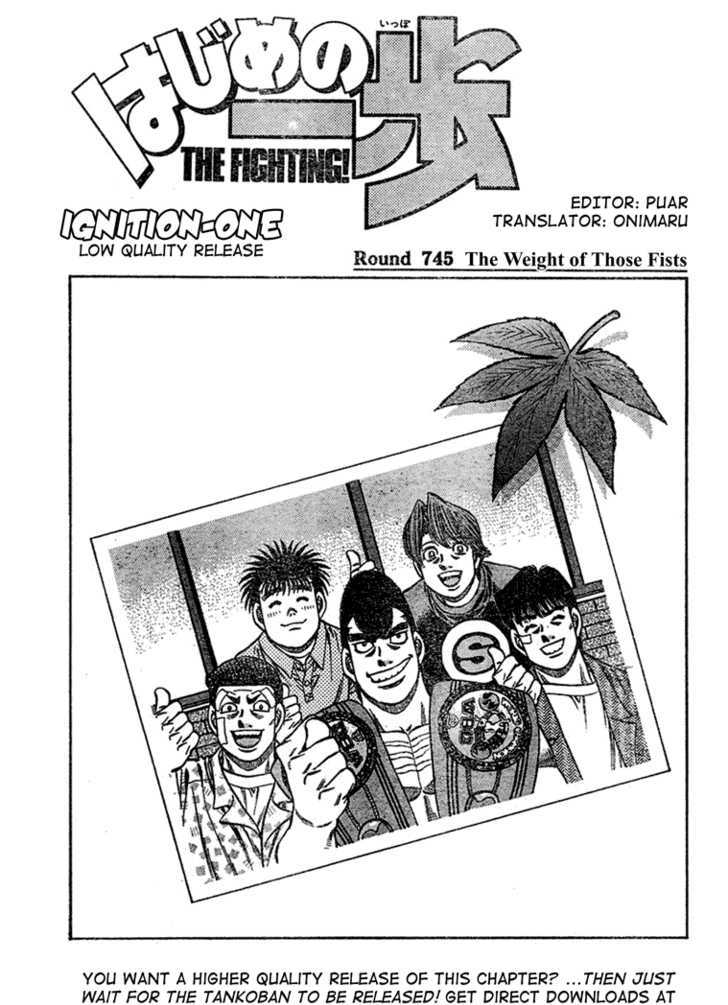 いっぽ
はじめの一歩
THE FIGHTING!
IGNITION-ONE
LOW QUALITY RELEASE
EDITOR: PUAR
TRANSLATOR: ONIMARU
Round 745 The Weight of Those Fists
S
YOU WANT A HIGHER QUALITY RELEASE OF THIS CHAPTER? ...THEN JUST
WAIT FOR THE TANKOBAN TO BE RELEASED! GET DIRECT DOWNLOADS AT